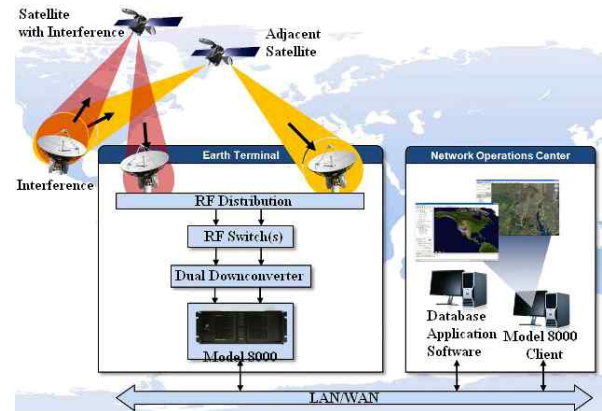 Satellite
with Interference
Adjacent
Satellite
Interference
Earth Terminal
RF Distribution
RF Switch(s)
Dual Downconverter
Model 8000
Network Operations Center
Database
Application
Software
Model 8000
Client
LAN/WAN